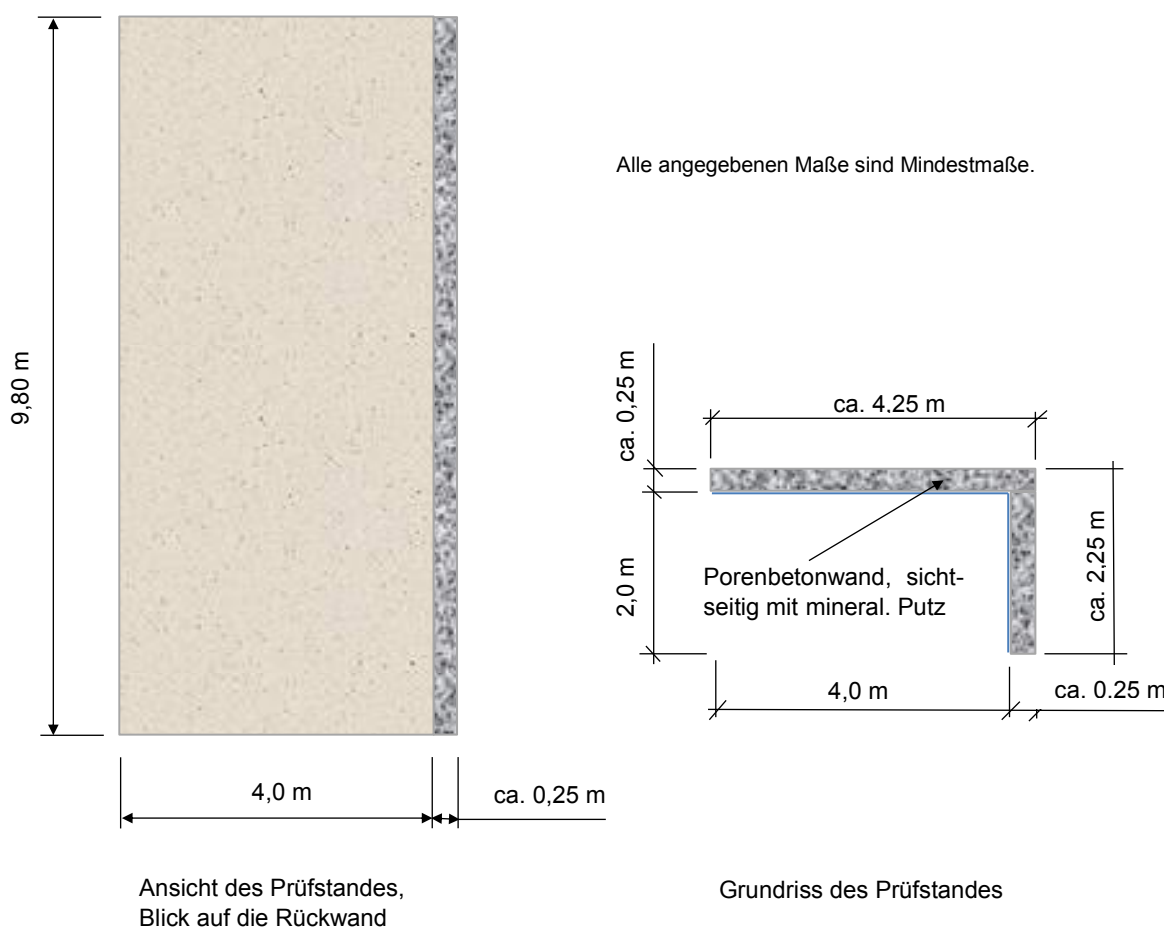 9,80 m
4,0 m
ca. 0,25 m
Ansicht des Prüfstandes,
Blick auf die Rückwand
Alle angegebenen Maße sind Mindestmaße.
ca. 0,25 m
ca. 4,25 m
2,0 m
Porenbetonwand, sicht-
seitig mit mineral. Putz
ca. 2,25 m
4,0 m
ca. 0.25 m
Grundriss des Prüfstandes